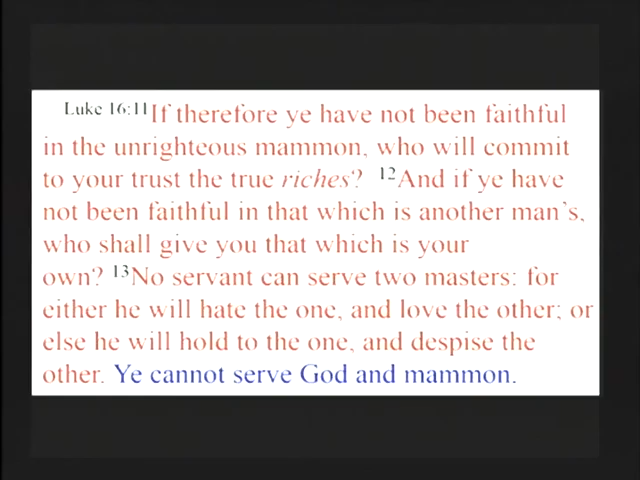 Luke 16:11If therefore ye have not been faithful
in the unrighteous mammon, who will commit
to your trust the true riches? 12And if ye have
not been faithful in that which is another man's,
who shall give you that which is your
own? 13No servant can serve two masters: for
either he will hate the one, and love the other; or
else he will hold to the one, and despise the
other. Ye cannot serve God and mammon.